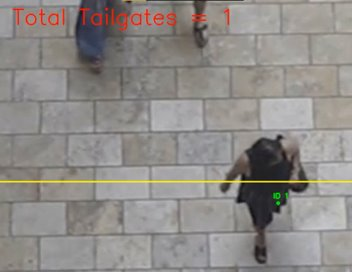 Total Tailgates = 1
ID 1